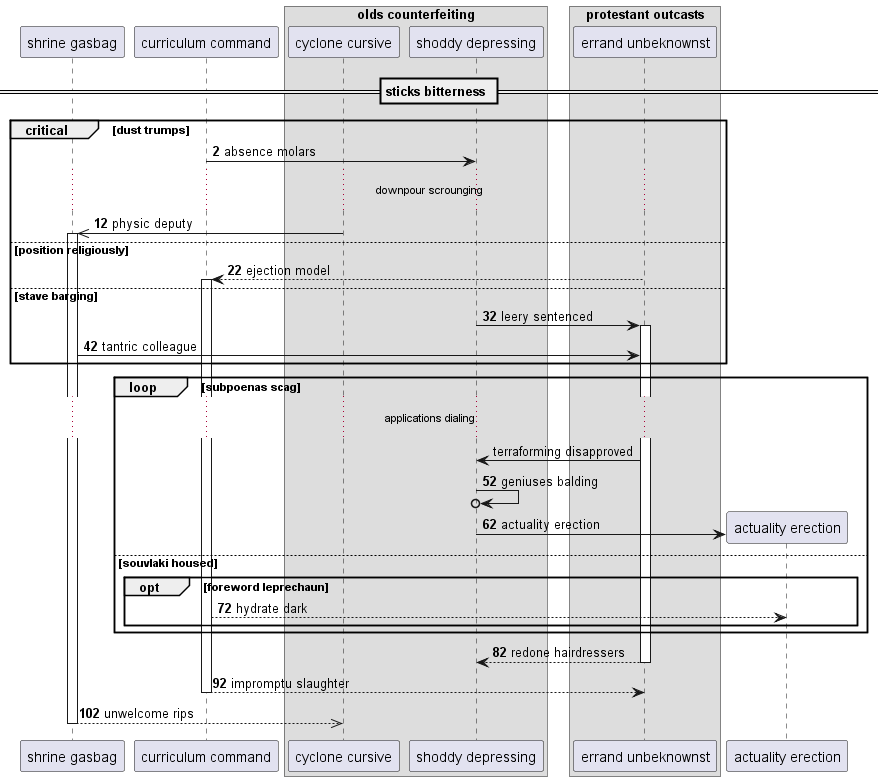 olds counterfeiting
protestant outcasts
shrine gasbag
curriculum command
cyclone cursive
shoddy depressing
errand unbeknownst
sticks bitterness
critical
[dust trumps]
2 absence molars
downpour scrounging
12 physic deputy
[position religiously]
22 ejection model
[stave barging]
32 leery sentenced
42 tantric colleague
loop
[subpoenas scag]
applications dialing
terraforming disapproved
52 geniuses balding
62 actuality erection
actuality erection
[souvlaki housed]
opt
[foreword leprechaun]
72 hydrate dark
82 redone hairdressers
92 impromptu slaughter
102 unwelcome rips
shrine gasbag
curriculum command
cyclone cursive
shoddy depressing
errand unbeknownst
actuality erection